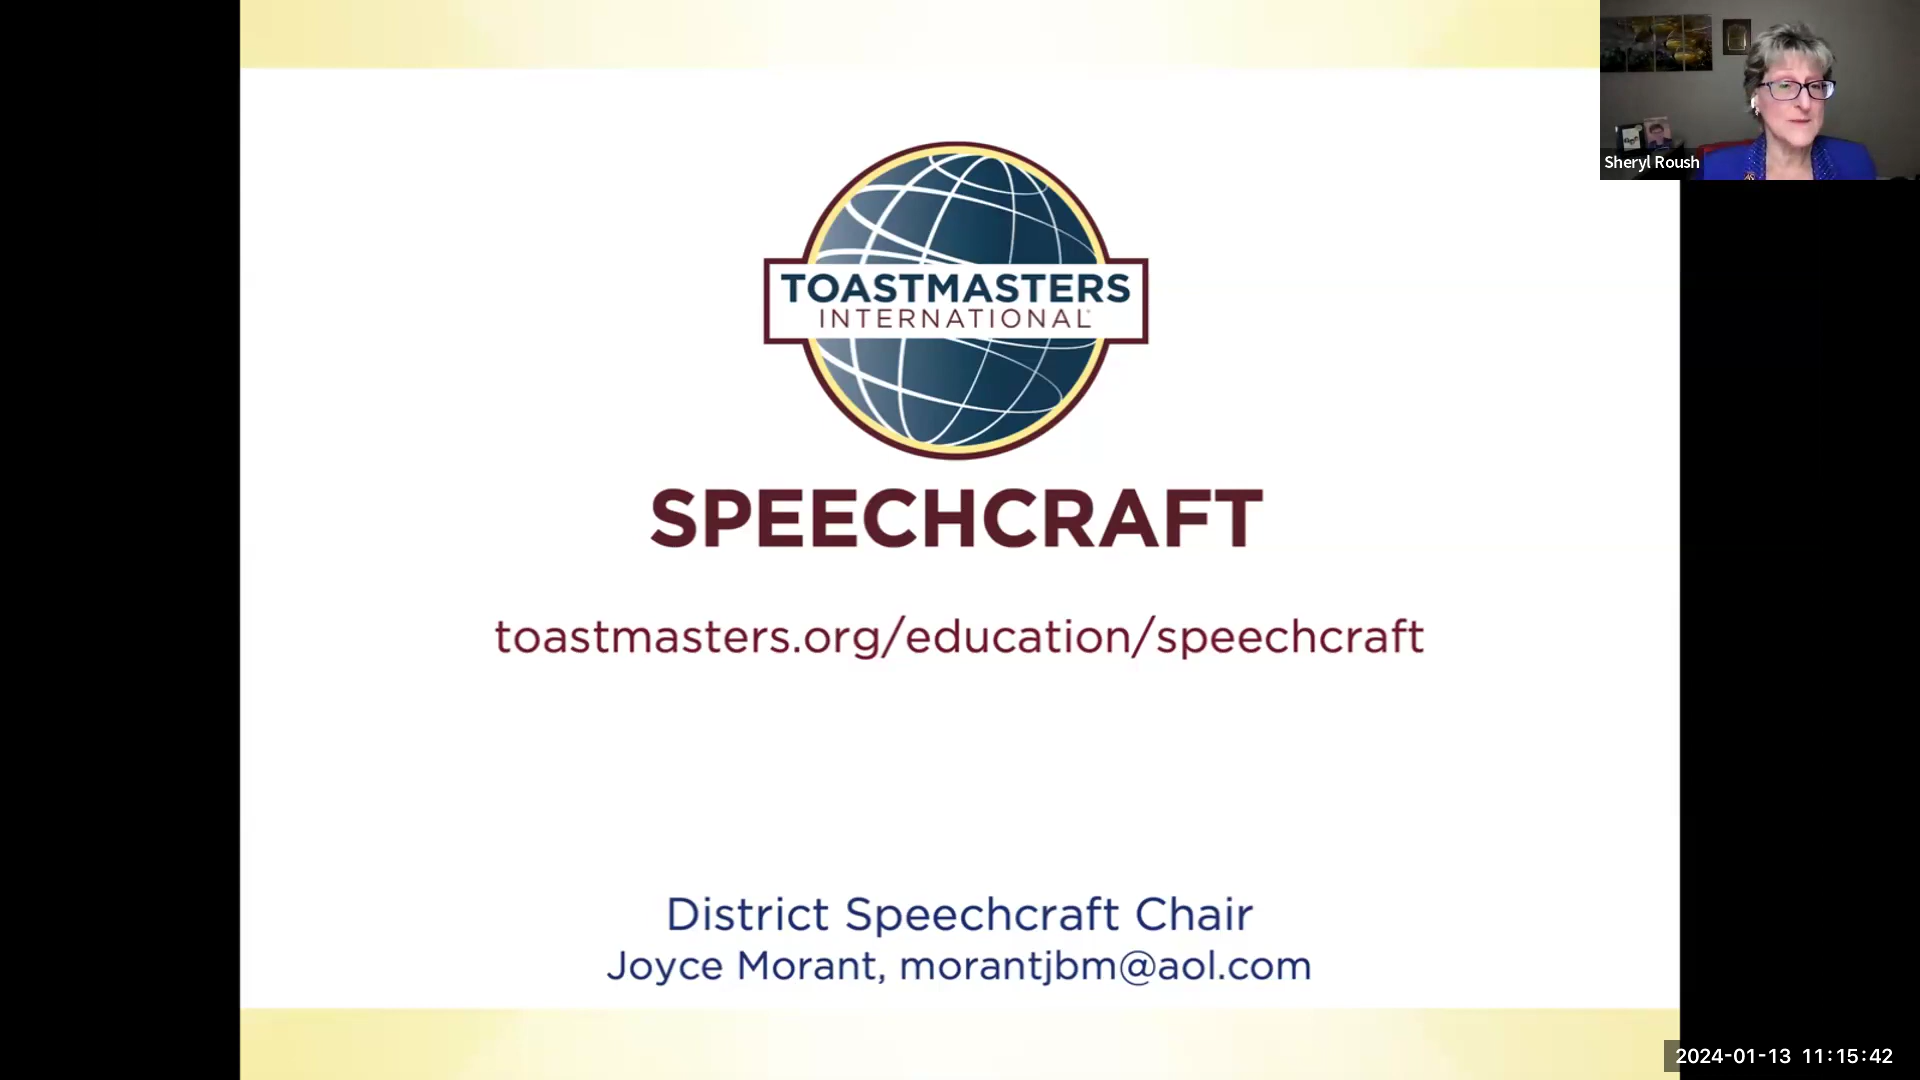 Sheryl Roush
TOASTMASTERS
INTERNATIONAL
SPEECHCRAFT
toastmasters.org/education/speechcraft
District Speechcraft Chair
Joyce Morant, morantjbm@aol.com
2024-01-13 11:15:42